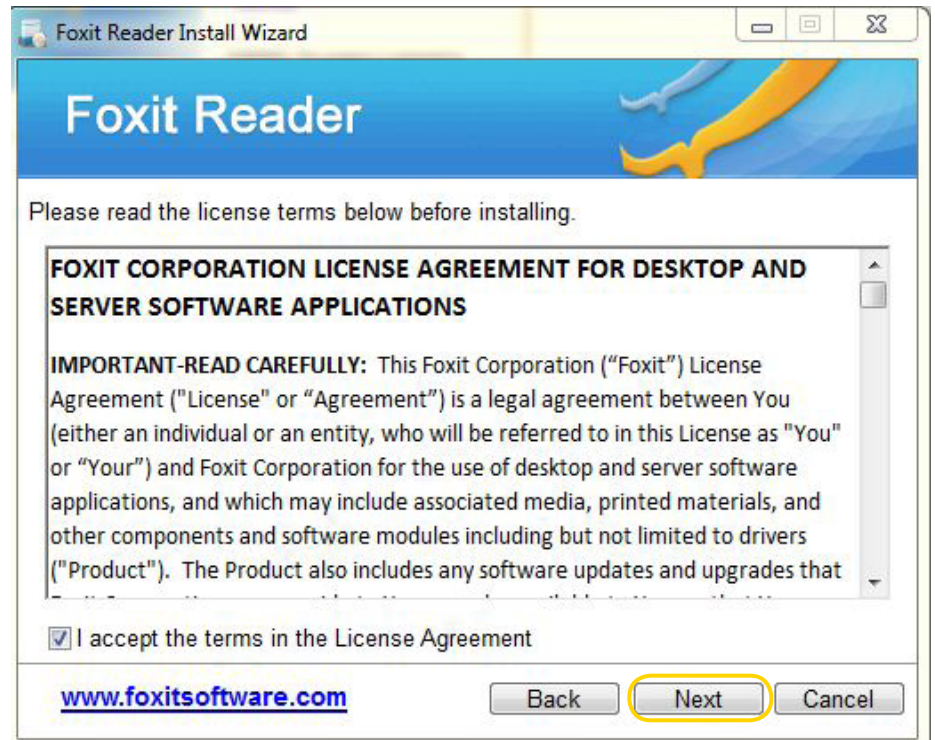 Foxit Reader Install Wizard
Foxit Reader
Please read the license terms below before installing.
FOXIT CORPORATION LICENSE AGREEMENT FOR DESKTOP AND
SERVER SOFTWARE APPLICATIONS
IMPORTANT-READ CAREFULLY: This Foxit Corporation (“Foxit”) License
Agreement ("License" or “Agreement”) is a legal agreement between You
(either an individual or an entity, who will be referred to in this License as "You"
or “Your”) and Foxit Corporation for the use of desktop and server software
applications, and which may include associated media, printed materials, and
other components and software modules including but not limited to drivers
("Product"). The Product also includes any software updates and upgrades that
I accept the terms in the License Agreement
www.foxitsoftware.com Back Next Cancel